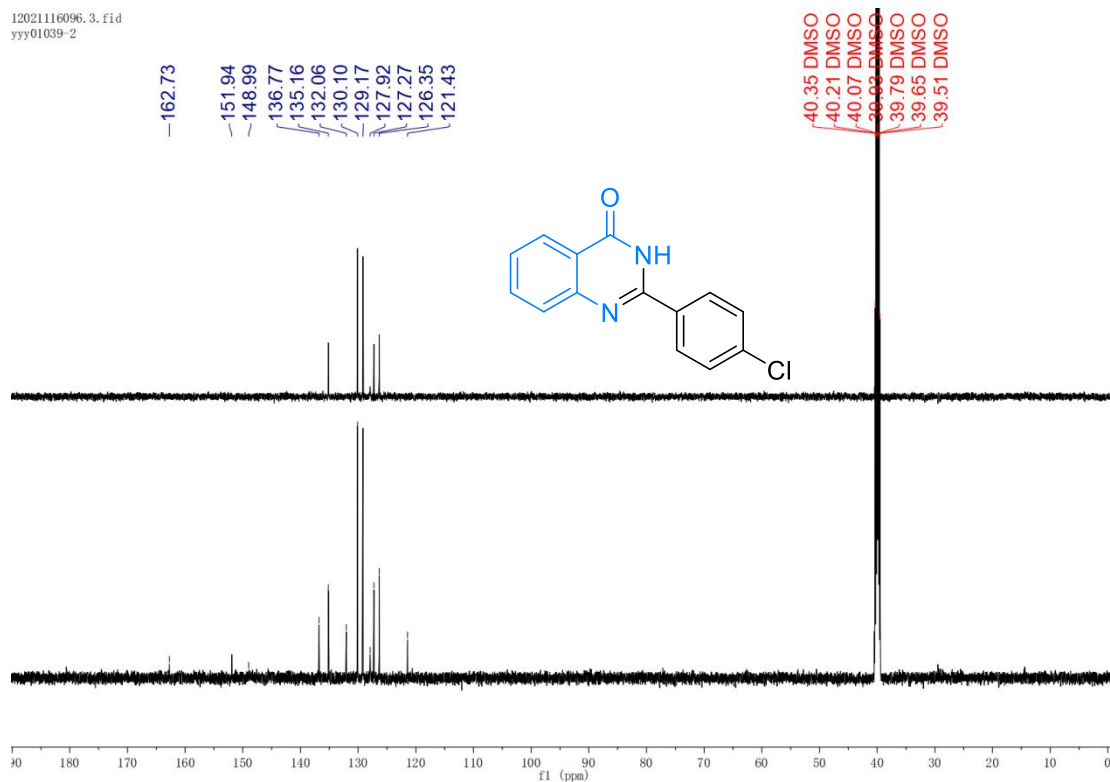 12021116096.3.fid
yyy01039-2
162.73
151.94
148.99
136.77
135.16
132.06
130.10
129.17
127.92
127.27
126.35
121.43
40.35 DMSO
40.21 DMSO
40.07 DMSO
39.93 DMSO
39.79 DMSO
39.65 DMSO
39.51 DMSO
O
NH
N
Cl
180 170 160 150 140 130 120 110 100 90 80 70 60 50 40 30 20 10 0
f1 (ppm)